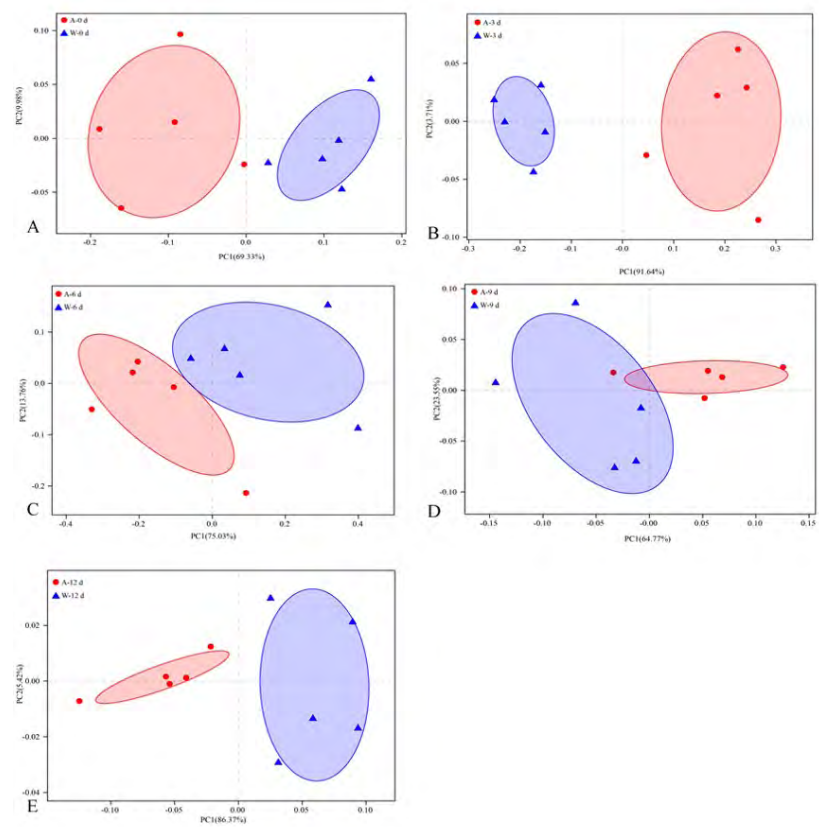 A-0 d
W-0 d
0.10
0.05
0.00
-0.05
PC2(9.98%)
-0.2
-0.1
0.0
0.1
0.2
PC1(69.33%)
A
A-3 d
W-3 d
0.10
0.05
0.00
-0.05
-0.10
PC2(3.71%)
-0.3
-0.2
-0.1
0.0
0.1
0.2
0.3
PC1(91.64%)
B
A-6 d
W-6 d
0.1
0.0
-0.1
-0.2
PC2(13.76%)
-0.4
-0.2
0.0
0.2
0.4
PC1(75.03%)
C
A-9 d
W-9 d
0.10
0.05
0.00
-0.05
-0.10
PC2(23.55%)
-0.15
-0.10
-0.05
-0.00
0.05
0.10
0.15
PC1(64.77%)
D
A-12 d
W-12 d
0.02
0.00
-0.02
-0.04
PC2(5.42%)
-0.10
-0.05
0.00
0.05
0.10
PC1(86.37%)
E